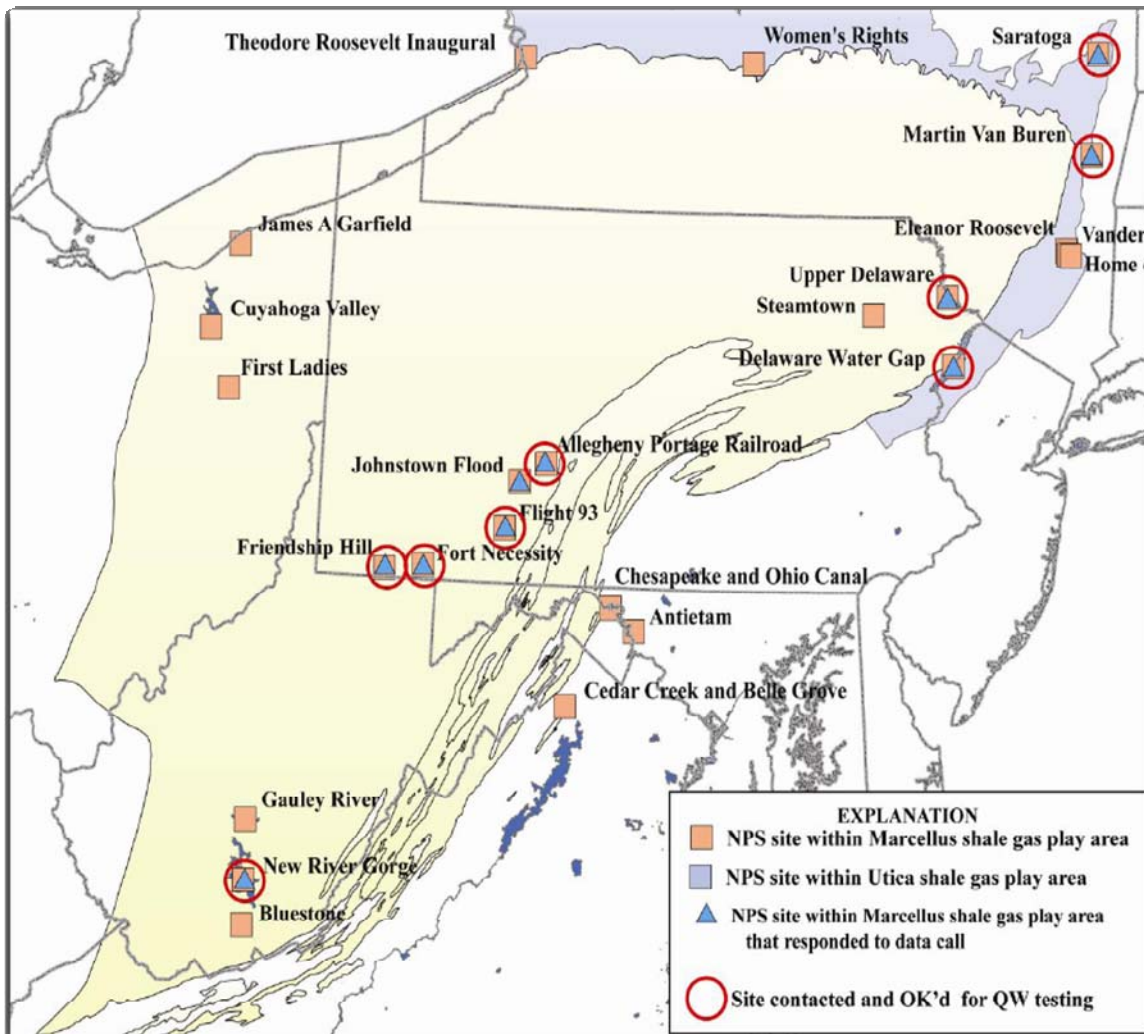 Theodore Roosevelt Inaugural
Women's Rights
Saratoga
Martin Van Buren
James A Garfield
Eleanor Roosevelt
Vander
Home
Upper Delaware
Cuyahoga Valley
Steamtown
First Ladies
Delaware Water Gap
Allegheny Portage Railroad
Johnstown Flood
Flight 93
Friendship Hill
Fort Necessity
Chesapeake and Ohio Canal
Antietam
Cedar Creek and Belle Grove
Gauley River
New River Gorge
Bluestone
EXPLANATION
NPS site within Marcellus shale gas play area
NPS site within Utica shale gas play area
NPS site within Marcellus shale gas play area
that responded to data call
Site contacted and OK’d for QW testing